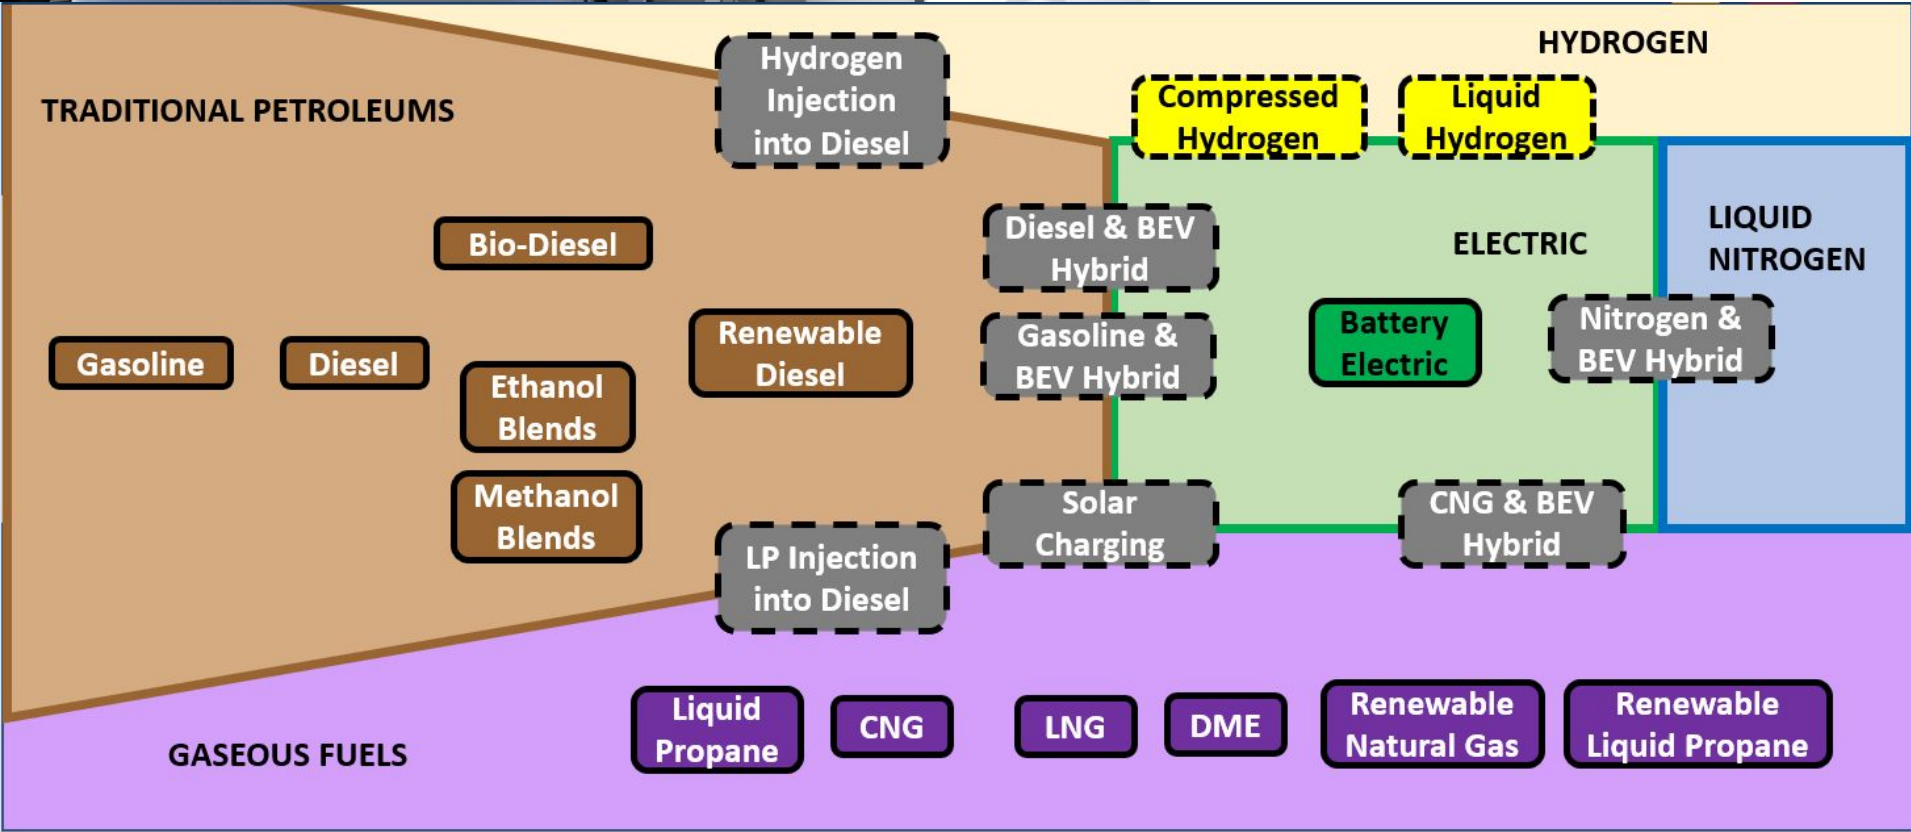 HYDROGEN
TRADITIONAL PETROLEUMS
Hydrogen
Injection
into Diesel
Compressed
Hydrogen
Liquid
Hydrogen
Bio-Diesel
Diesel & BEV
Hybrid
ELECTRIC
LIQUID
NITROGEN
Gasoline
Diesel
Ethanol
Blends
Renewable
Diesel
Gasoline &
BEV Hybrid
Battery
Electric
Nitrogen &
BEV Hybrid
Methanol
Blends
LP Injection
into Diesel
Solar
Charging
CNG & BEV
Hybrid
GASEOUS FUELS
Liquid
Propane
CNG
LNG
DME
Renewable
Natural Gas
Renewable
Liquid Propane